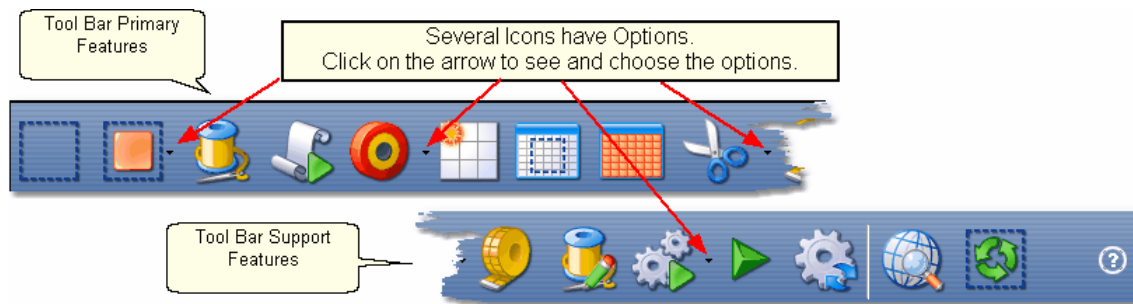 Tool Bar Primary
Features
Several Icons have Options.
Click on the arrow to see and choose the options.
Tool Bar Support
Features
?